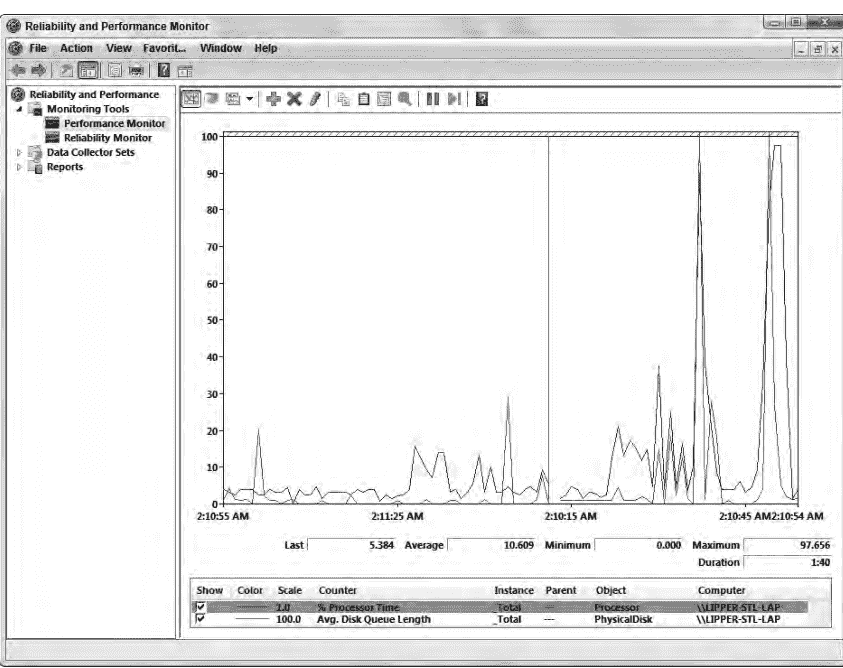 Reliability and Performance Monitor
File Action View Favorit... Window Help
Reliability and Performance
Monitoring Tools
Performance Monitor
Reliability Monitor
Data Collector Sets
Reports
100
90
80
70
60
50
40
30
20
10
0
2:10:55 AM 2:11:25 AM 2:10:15 AM 2:10:45 AM 2:10:54 AM
Last 5.384 Average 10.609 Minimum 0.000 Maximum 97.656
Duration 1:40
Show Color Scale Counter Instance Parent Object Computer
1.0 % Processor Time _Total --- Processor \\LIPPER-STL-LAP
100.0 Avg. Disk Queue Length _Total --- PhysicalDisk \\LIPPER-STL-LAP